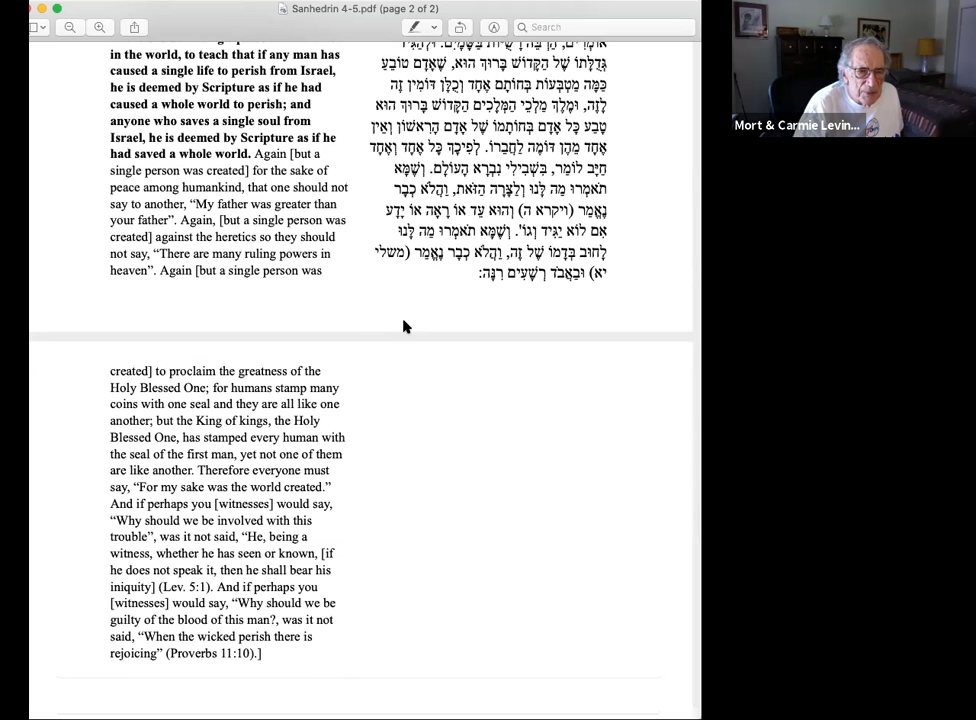 Sanhedrin 4-5.pdf (page 2 of 2)
Search
in the world, to teach that if any man has
caused a single life to perish from Israel,
he is deemed by Scripture as if he had
caused a whole world to perish; and
anyone who saves a single soul from
Israel, he is deemed by Scripture as if he
had saved a whole world. Again [but a
single person was created] for the sake of
peace among humankind, that one should not
say to another, “My father was greater than
your father”. Again, [but a single person was
created] against the heretics so they should
not say, “There are many ruling powers in
heaven”. Again [but a single person was
גְּדֻלָּתוֹ שֶׁל הַקָּדוֹשׁ בָּרוּךְ הוּא, שֶׁאָדָם טוֹבֵעַ
כַּמָּה מַטְבְּעוֹת בְּחוֹתָם אֶחָד וְכֻלָּן דּוֹמִין זֶה
לָזֶה, וּמֶלֶךְ מַלְכֵי הַמְּלָכִים הַקָּדוֹשׁ בָּרוּךְ הוּא
טָבַע כָּל אָדָם בְּחוֹתָמוֹ שֶׁל אָדָם הָרִאשׁוֹן וְאֵין
אֶחָד מֵהֶן דּוֹמֶה לַחֲבֵרוֹ. לְפִיכָךְ כָּל אֶחָד וְאֶחָד
חַיָּב לוֹמַר, בִּשְׁבִילִי נִבְרָא הָעוֹלָם. וְשֶׁמָּא
תֹאמְרוּ מַה לָּנוּ וְלַצָּרָה הַזֹּאת, וַהֲלֹא כְבָר
נֶאֱמַר (ויקרא ה) וְהוּא עֵד אוֹ רָאָה אוֹ יָדָע
אִם לוֹא יַגִּיד וְגוֹ'. וְשֶׁמָּא תֹאמְרוּ מַה לָּנוּ
לָחוּב בְּדָמוֹ שֶׁל זֶה, וַהֲלֹא כְבָר נֶאֱמַר (משלי
יא) וּבַאֲבֹד רְשָׁעִים רִנָּה:
created] to proclaim the greatness of the
Holy Blessed One; for humans stamp many
coins with one seal and they are all like one
another; but the King of kings, the Holy
Blessed One, has stamped every human with
the seal of the first man, yet not one of them
are like another. Therefore everyone must
say, “For my sake was the world created.”
And if perhaps you [witnesses] would say,
“Why should we be involved with this
trouble”, was it not said, “He, being a
witness, whether he has seen or known, [if
he does not speak it, then he shall bear his
iniquity] (Lev. 5:1). And if perhaps you
[witnesses] would say, “Why should we be
guilty of the blood of this man?, was it not
said, “When the wicked perish there is
rejoicing” (Proverbs 11:10).]
Mort & Carmie Levin...